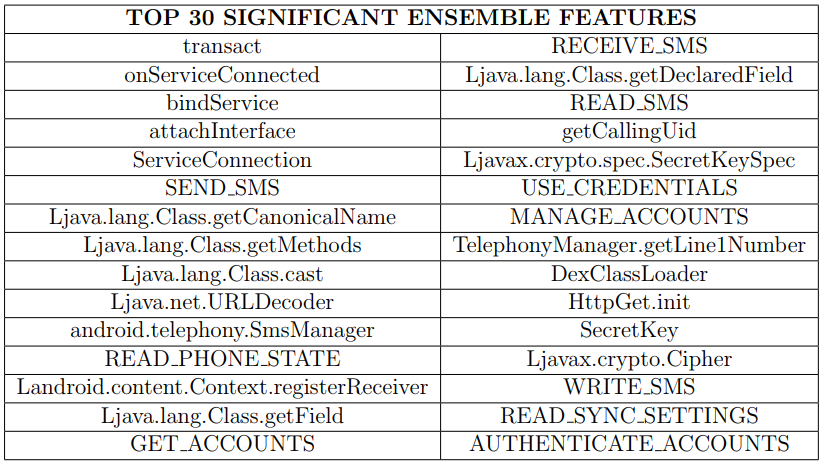 TOP 30 SIGNIFICANT ENSEMBLE FEATURES
transact RECEIVE_SMS
onServiceConnected Ljava.lang.Class.getDeclaredField
bindService READ_SMS
attachInterface getCallingUid
ServiceConnection Ljavax.crypto.spec.SecretKeySpec
SEND_SMS USE_CREDENTIALS
Ljava.lang.Class.getCanonicalName MANAGE_ACCOUNTS
Ljava.lang.Class.getMethods TelephonyManager.getLine1Number
Ljava.lang.Class.cast DexClassLoader
Ljava.net.URLDecoder HttpGet.init
android.telephony.SmsManager SecretKey
READ_PHONE_STATE Ljavax.crypto.Cipher
Landroid.content.Context.registerReceiver WRITE_SMS
Ljava.lang.Class.getField READ_SYNC_SETTINGS
GET_ACCOUNTS AUTHENTICATE_ACCOUNTS